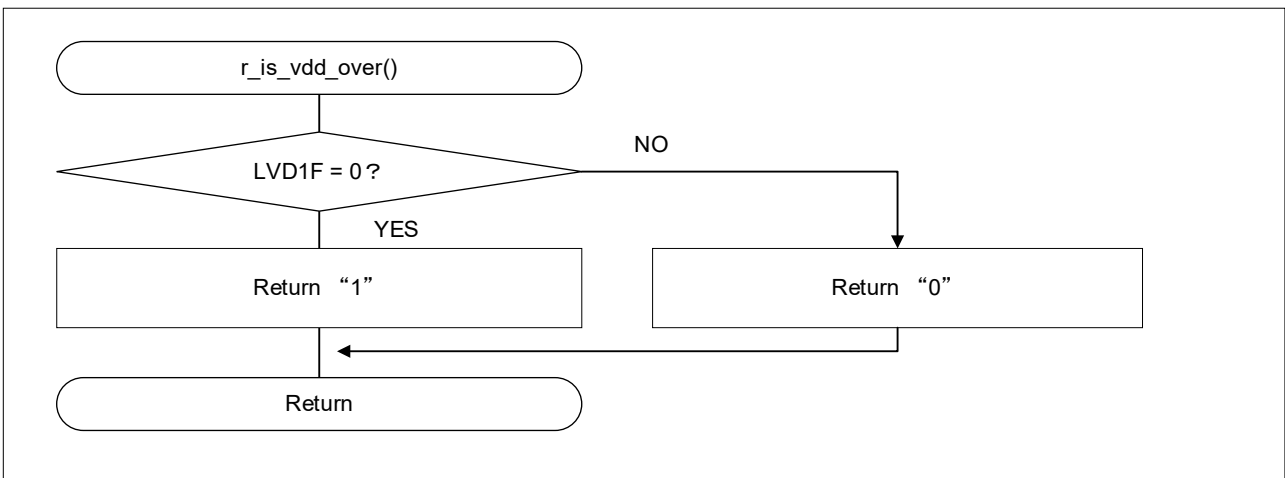 r_is_vdd_over()
LVD1F = 0？
NO
YES
Return “1”
Return “0”
Return